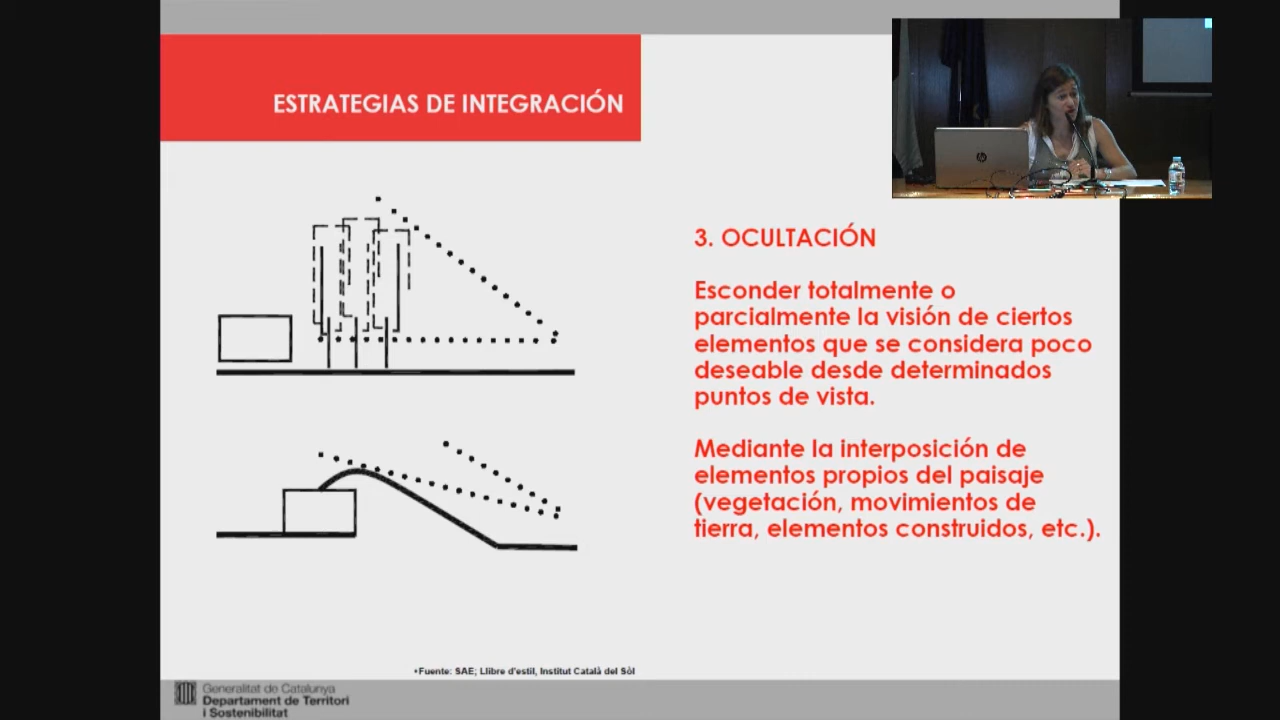 ESTRATEGIAS DE INTEGRACIÓN
3. OCULTACIÓN
Esconder totalmente o
parcialmente la visión de ciertos
elementos que se considera poco
deseable desde determinados
puntos de vista.
Mediante la interposición de
elementos propios del paisaje
(vegetación, movimientos de
tierra, elementos construidos, etc.).
•Fuente: SAE; Llibre d'estil, Institut Català del Sòl
Generalitat de Catalunya
Departament de Territori
i Sostenibilitat
hp